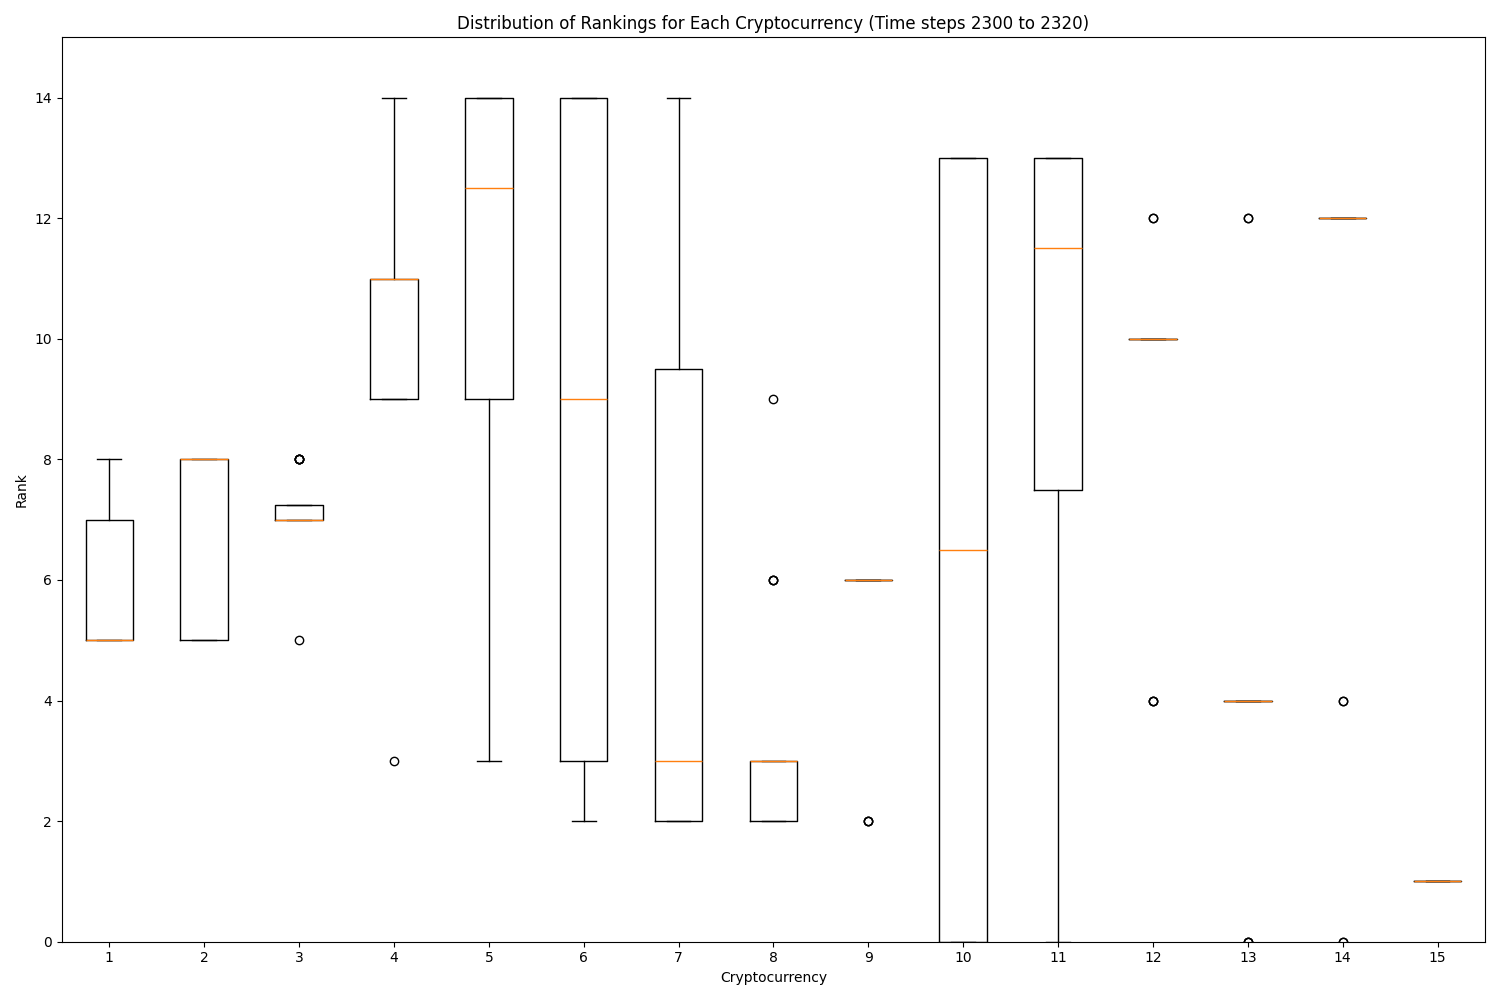 Distribution of Rankings for Each Cryptocurrency (Time steps 2300 to 2320)
14
12
10
8
6
4
2
0
Rank
1 2 3 4 5 6 7 8 9 10 11 12 13 14 15
Cryptocurrency